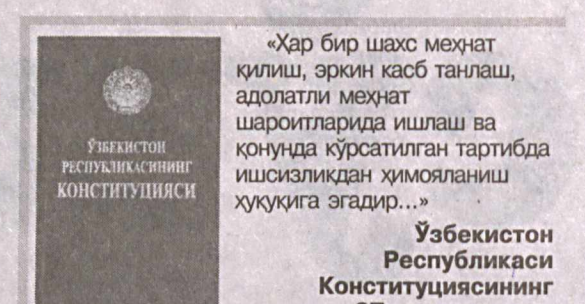 ЎЗБЕКИСТОН
РЕСПУБЛИКАСИНИНГ
КОНСТИТУЦИЯСИ
«Ҳар бир шахс меҳнат
қилиш, эркин касб танлаш,
адолатли меҳнат
шароитларида ишлаш ва
қонунда кўрсатилган тартибда
ишсизликдан ҳимояланиш
ҳуқуқига эгадир...»
Ўзбекистон
Республикаси
Конституциясининг